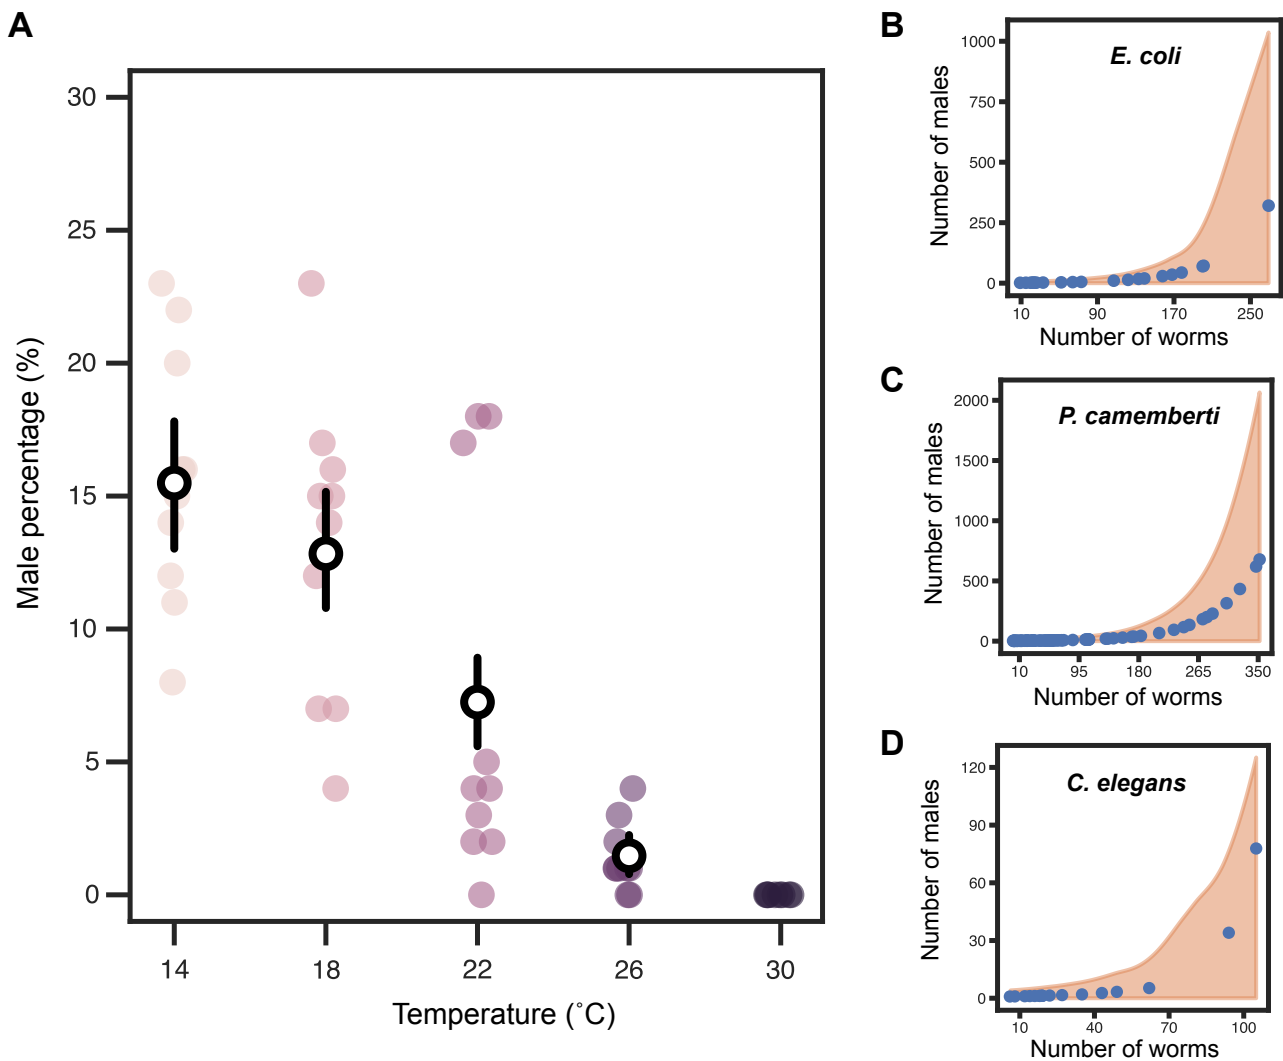 A
Male percentage (%)
30
25
20
15
10
5
0
14 18 22 26 30
Temperature (˚C)
B
E. coli
Number of males
1000
750
500
250
0
10 90 170 250
Number of worms
C
P. camemberti
Number of males
2000
1500
1000
500
0
10 95 180 265 350
Number of worms
D
C. elegans
Number of males
120
90
60
30
0
10 40 70 100
Number of worms